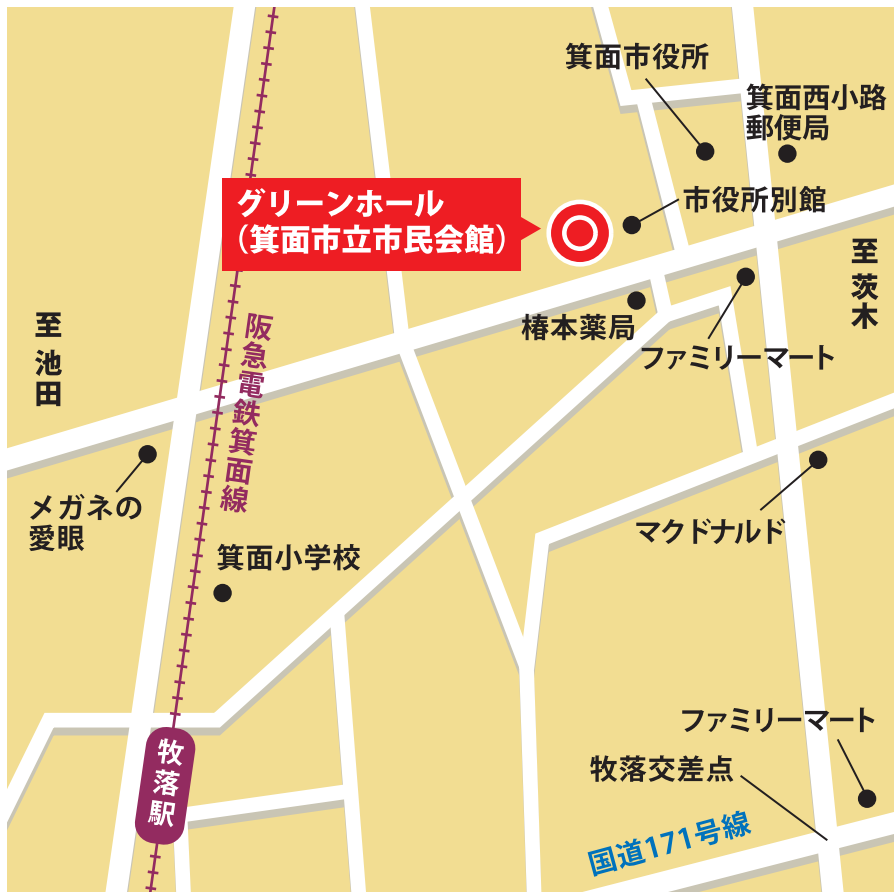 箕面市役所
箕面西小路
郵便局
グリーンホール
（箕面市立市民会館）
市役所別館
至 茨木
椿本薬局
ファミリーマート
至 池田
阪急電鉄箕面線
メガネの
愛眼
マクドナルド
箕面小学校
ファミリーマート
牧落駅
牧落交差点
国道171号線